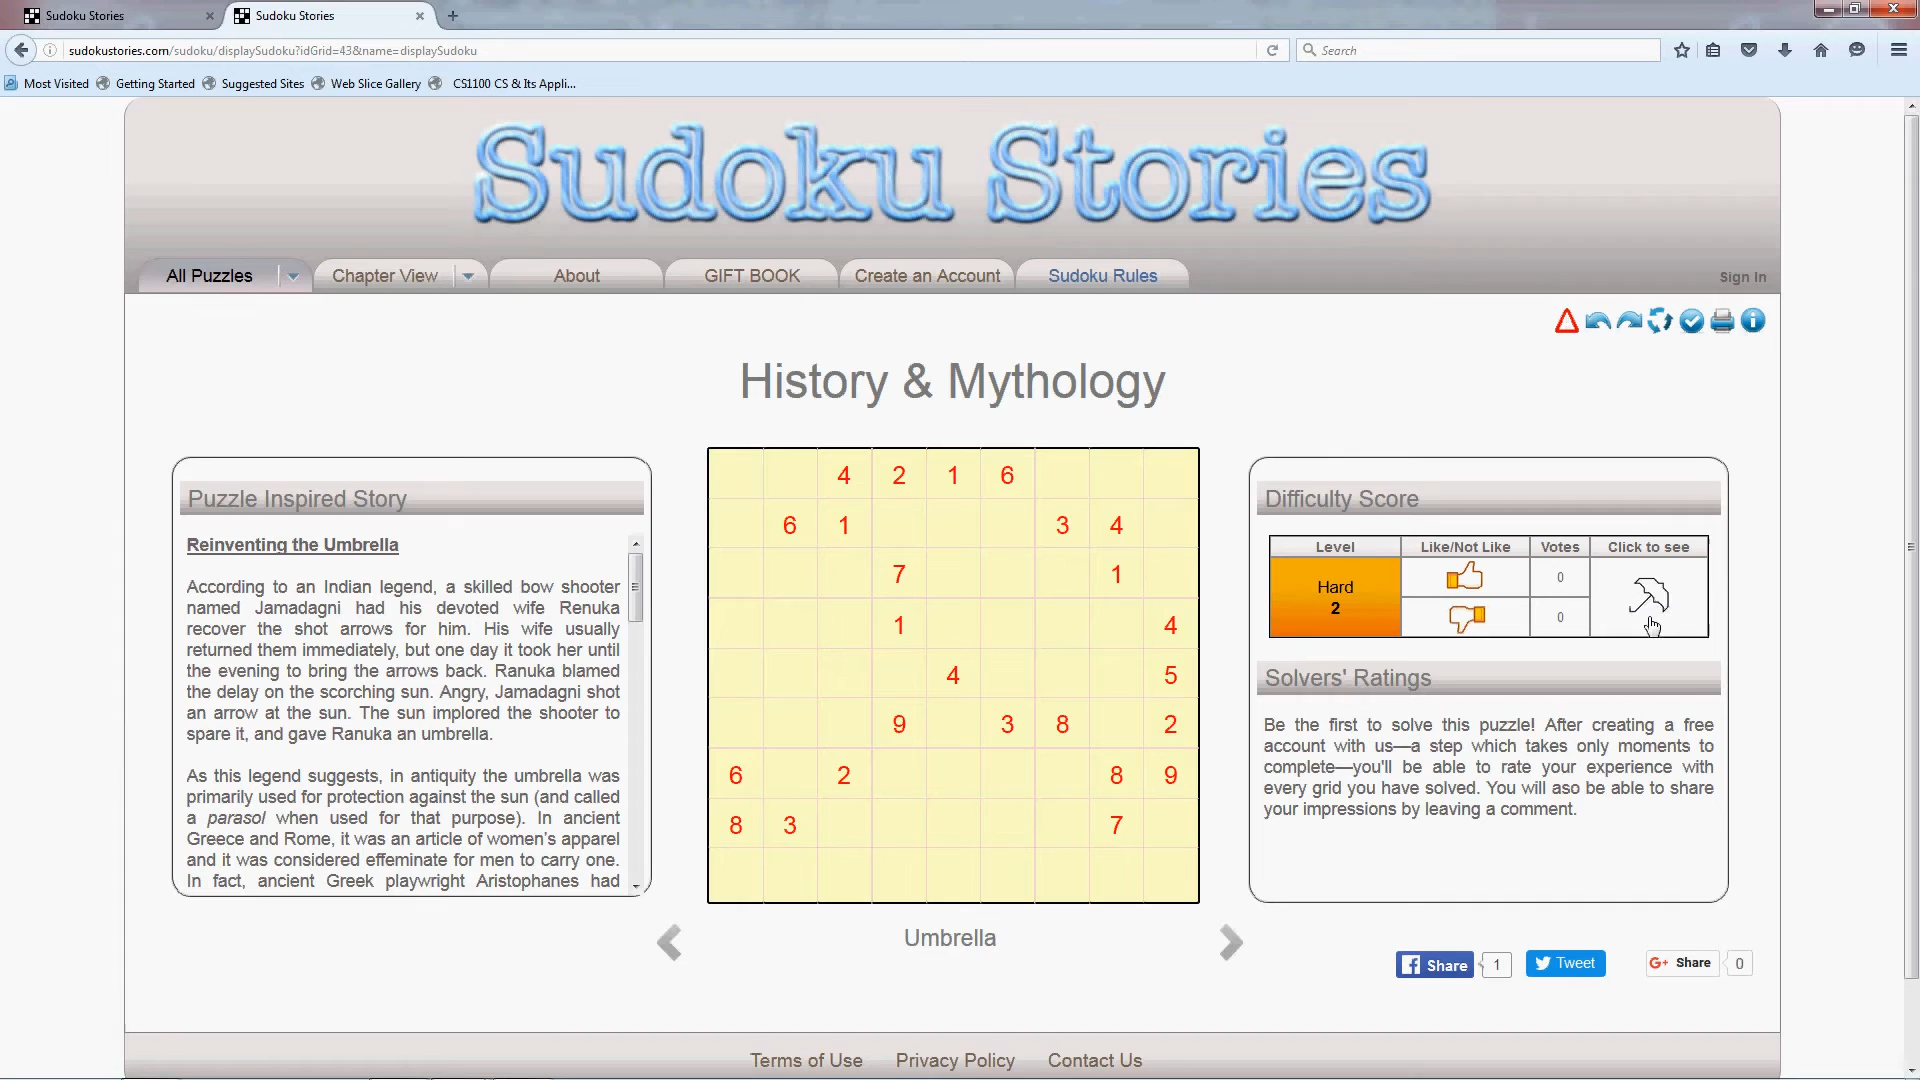 Sudoku Stories
Sudoku Stories
sudokustories.com/sudoku/displaySudoku?idGrid=43&name=displaySudoku
Search
Most Visited
Getting Started
Suggested Sites
Web Slice Gallery
CS1100 CS & Its Appli...
Sudoku Stories
All Puzzles
Chapter View
About
GIFT BOOK
Create an Account
Sudoku Rules
Sign In
History & Mythology
Puzzle Inspired Story
Reinventing the Umbrella
According to an Indian legend, a skilled bow shooter
named Jamadagni had his devoted wife Renuka
recover the shot arrows for him. His wife usually
returned them immediately, but one day it took her until
the evening to bring the arrows back. Ranuka blamed
the delay on the scorching sun. Angry, Jamadagni shot
an arrow at the sun. The sun implored the shooter to
spare it, and gave Ranuka an umbrella.
As this legend suggests, in antiquity the umbrella was
primarily used for protection against the sun (and called
a parasol when used for that purpose). In ancient
Greece and Rome, it was an article of women's apparel
and it was considered effeminate for men to carry one.
In fact, ancient Greek playwright Aristophanes had
4 2 1 6
6 1 3 4
7 1
1 4
4 5
9 3 8 2
6 2 8 9
8 3 7
Umbrella
Difficulty Score
Level Like/Not Like Votes Click to see
Hard
2
0
0
Solvers' Ratings
Be the first to solve this puzzle! After creating a free
account with us—a step which takes only moments to
complete—you'll be able to rate your experience with
every grid you have solved. You will aso be able to share
your impressions by leaving a comment.
Share 1
Tweet
G+ Share 0
Terms of Use Privacy Policy Contact Us